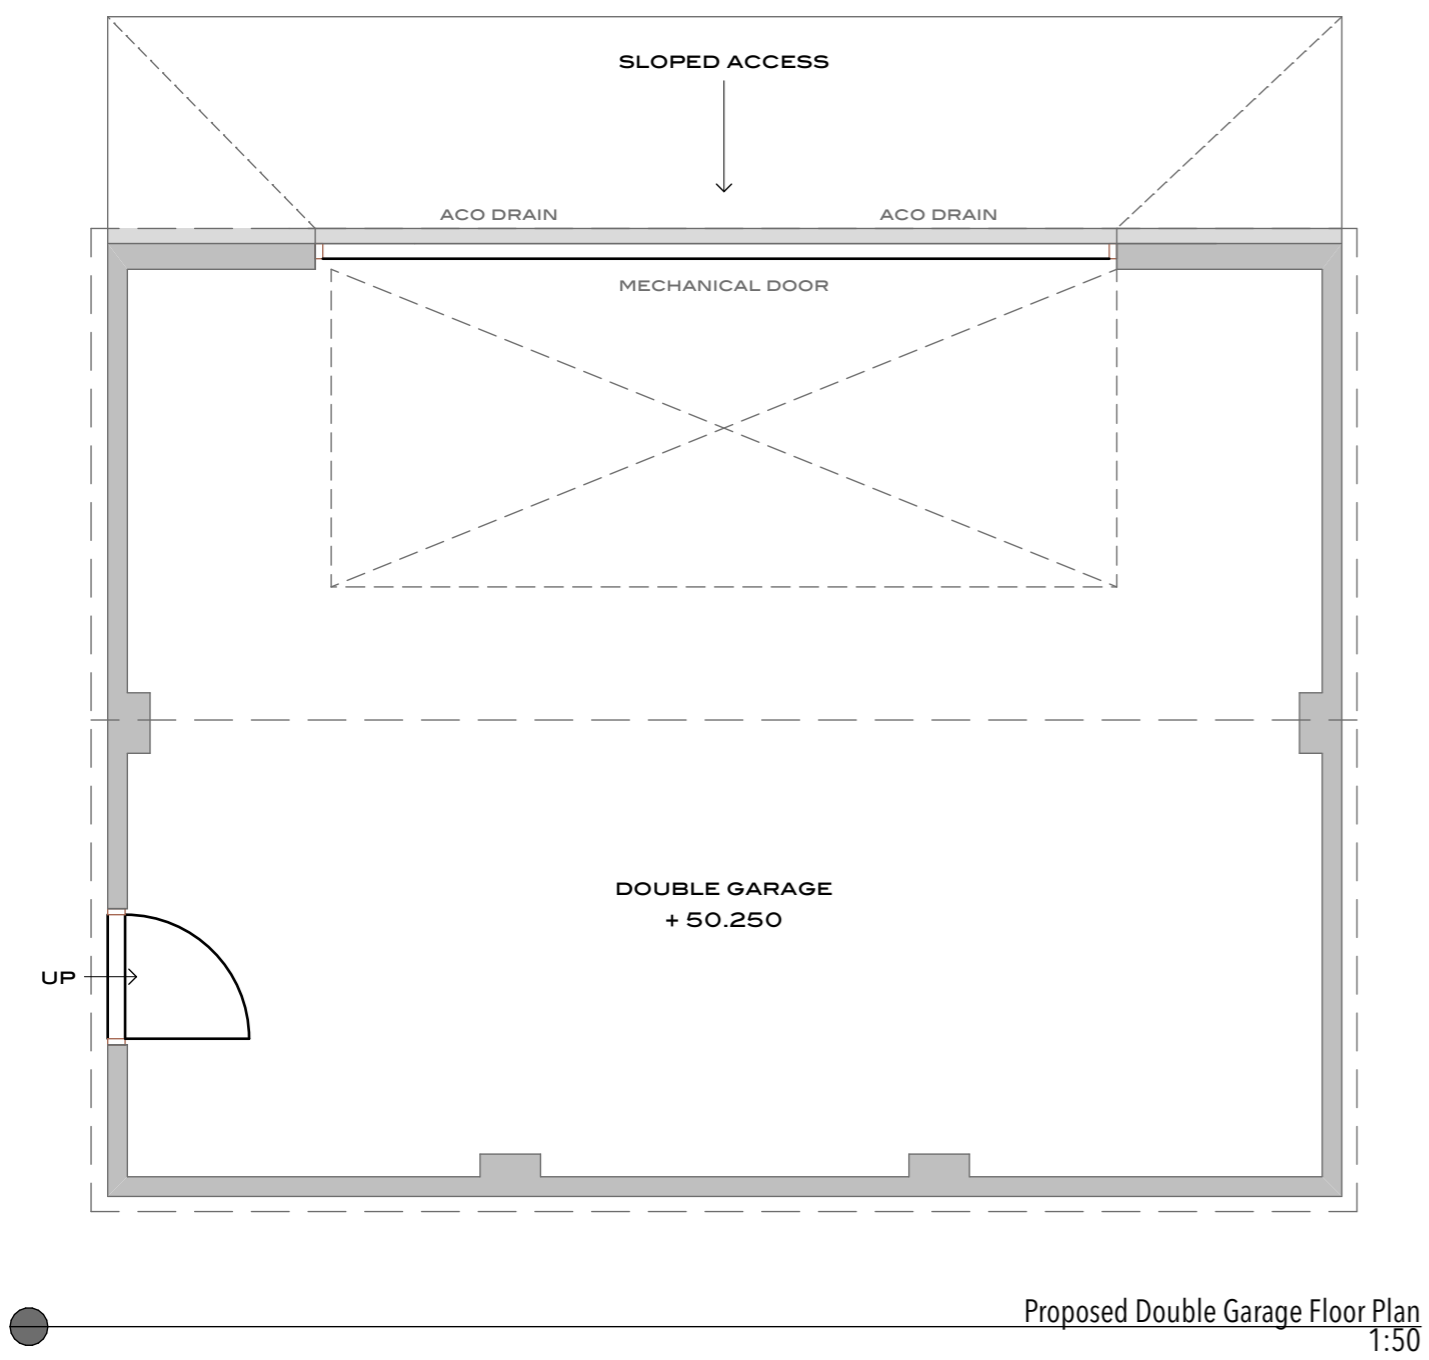 SLOPED ACCESS
ACO DRAIN
ACO DRAIN
MECHANICAL DOOR
DOUBLE GARAGE
+ 50.250
UP
Proposed Double Garage Floor Plan
1:50